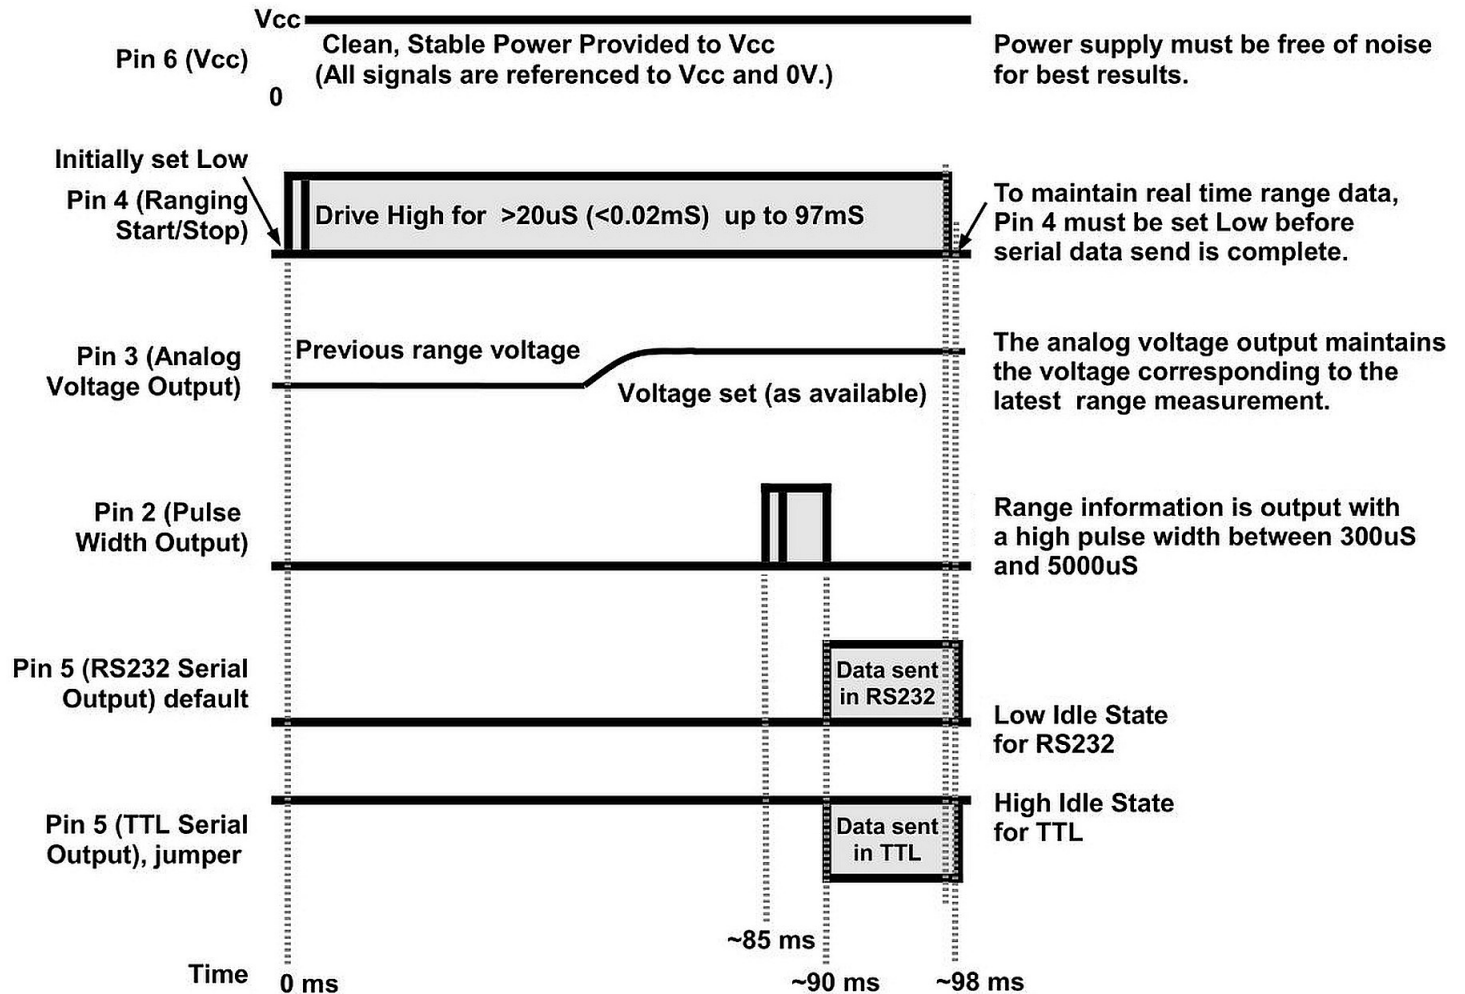 Vcc
Pin 6 (Vcc)
0
Clean, Stable Power Provided to Vcc
(All signals are referenced to Vcc and 0V.)
Power supply must be free of noise
for best results.
Initially set Low
Pin 4 (Ranging
Start/Stop)
Drive High for >20uS (<0.02mS) up to 97mS
To maintain real time range data,
Pin 4 must be set Low before
serial data send is complete.
Pin 3 (Analog
Voltage Output)
Previous range voltage
Voltage set (as available)
The analog voltage output maintains
the voltage corresponding to the
latest range measurement.
Pin 2 (Pulse
Width Output)
Range information is output with
a high pulse width between 300uS
and 5000uS
Pin 5 (RS232 Serial
Output) default
Data sent
in RS232
Low Idle State
for RS232
Pin 5 (TTL Serial
Output), jumper
Data sent
in TTL
High Idle State
for TTL
~85 ms
Time
0 ms
~90 ms
~98 ms